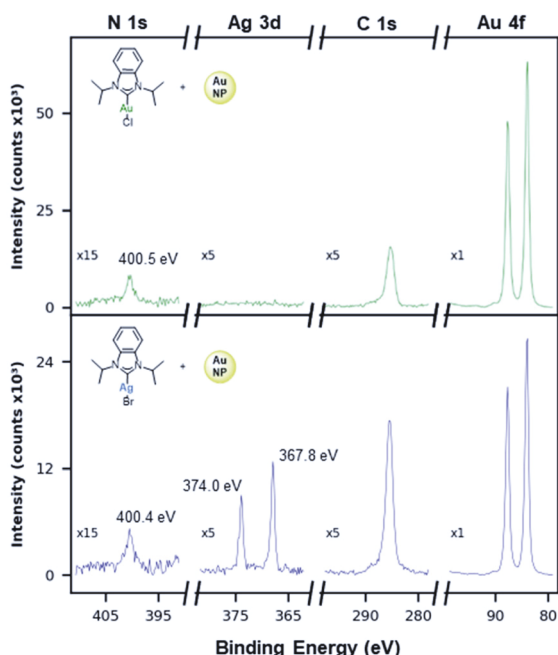 N 1s Ag 3d C 1s Au 4f
Intensity (counts x10³)
50
25
0
N N
Au
Cl
+
Au
NP
x15 400.5 eV x5 x5 x1
Intensity (counts x10³)
24
12
0
N N
Ag
Br
+
Au
NP
374.0 eV 367.8 eV
x15 400.4 eV x5 x5 x1
405 395 375 365 290 280 90 80
Binding Energy (eV)